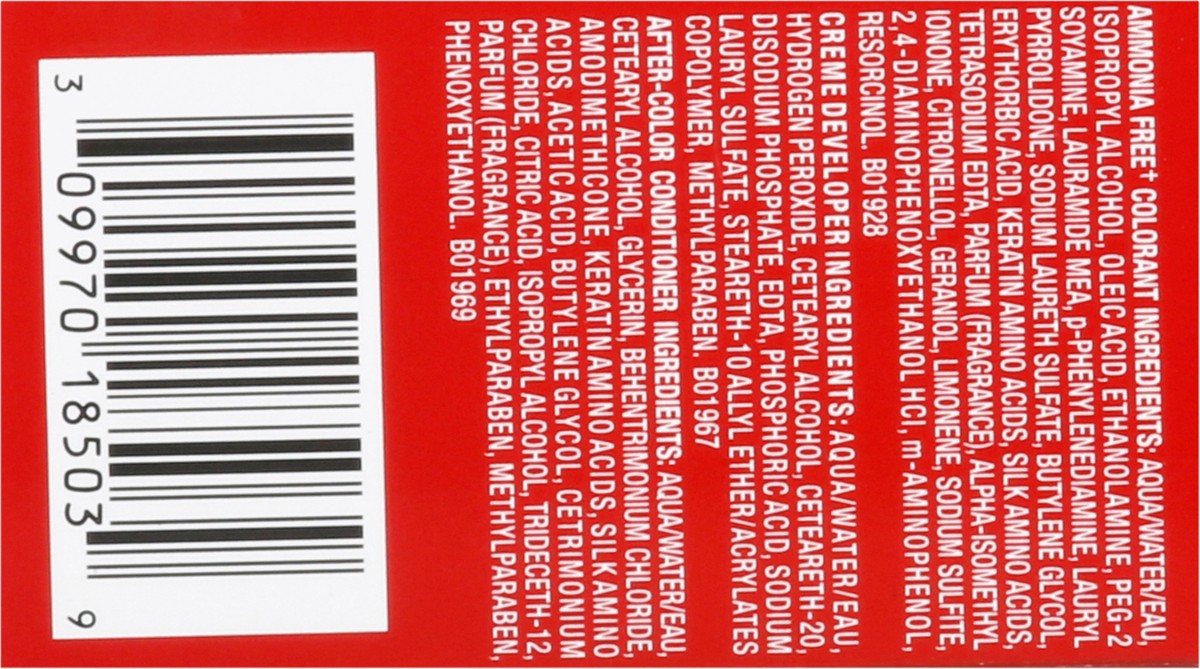 AMMONIA FREE† COLORANT INGREDIENTS: AQUA/WATER/EAU,
ISOPROPYL ALCOHOL, OLEIC ACID, ETHANOLAMINE, PEG-2
SOYAMINE, LAURAMIDE MEA, p-PHENYLENEDIAMINE, LAURYL
PYRROLIDONE, SODIUM LAURETH SULFATE, BUTYLENE GLYCOL,
ERYTHORBIC ACID, KERATIN AMINO ACIDS, SILK AMINO ACIDS,
TETRASODIUM EDTA, PARFUM (FRAGRANCE), ALPHA-ISOMETHYL
IONONE, CITRONELLOL, GERANIOL, LIMONENE, SODIUM SULFITE,
2,4-DIAMINOPHENOXYETHANOL HCl, m-AMINOPHENOL,
RESORCINOL. B01928
CREME DEVELOPER INGREDIENTS: AQUA/WATER/EAU,
HYDROGEN PEROXIDE, CETEARYL ALCOHOL, CETEARETH-20,
DISODIUM PHOSPHATE, EDTA, PHOSPHORIC ACID, SODIUM
LAURYL SULFATE, STEARETH-10 ALLYL ETHER/ACRYLATES
COPOLYMER, METHYLPARABEN. B01967
AFTER-COLOR CONDITIONER INGREDIENTS: AQUA/WATER/EAU,
CETEARYL ALCOHOL, GLYCERIN, BEHENTRIMONIUM CHLORIDE,
AMODIMETHICONE, KERATIN AMINO ACIDS, SILK AMINO
ACIDS, ACETIC ACID, BUTYLENE GLYCOL, CETRIMONIUM
CHLORIDE, CITRIC ACID, ISOPROPYL ALCOHOL, TRIDECETH-12,
PARFUM (FRAGRANCE), ETHYLPARABEN, METHYLPARABEN,
PHENOXYETHANOL. B01969
3 09970 18503 9